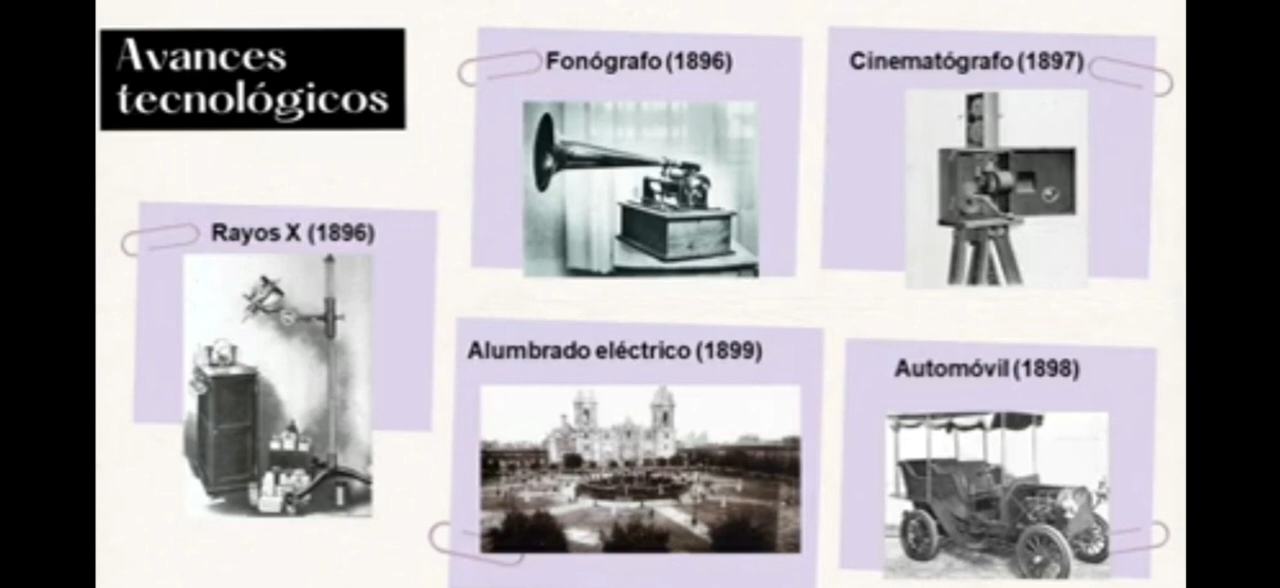 Avances
tecnológicos
Fonógrafo (1896)
Cinematógrafo (1897)
Rayos X (1896)
Alumbrado eléctrico (1899)
Automóvil (1898)